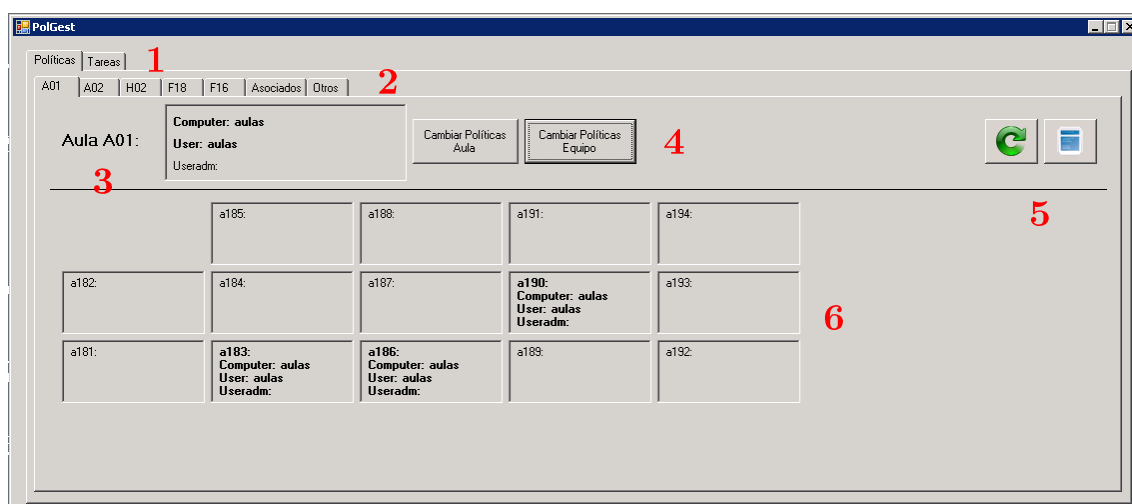 PolGest
Políticas Tareas 1
A01 A02 H02 F18 F16 Asociados Otros 2
Aula A01:
Computer: aulas
User: aulas
Useradm:
Cambiar Políticas
Aula
Cambiar Políticas
Equipo
4
3
5
a185: a188: a191: a194:
a182: a184: a187:
a190:
Computer: aulas
User: aulas
Useradm:
a193:
6
a181:
a183:
Computer: aulas
User: aulas
Useradm:
a186:
Computer: aulas
User: aulas
Useradm:
a189: a192: